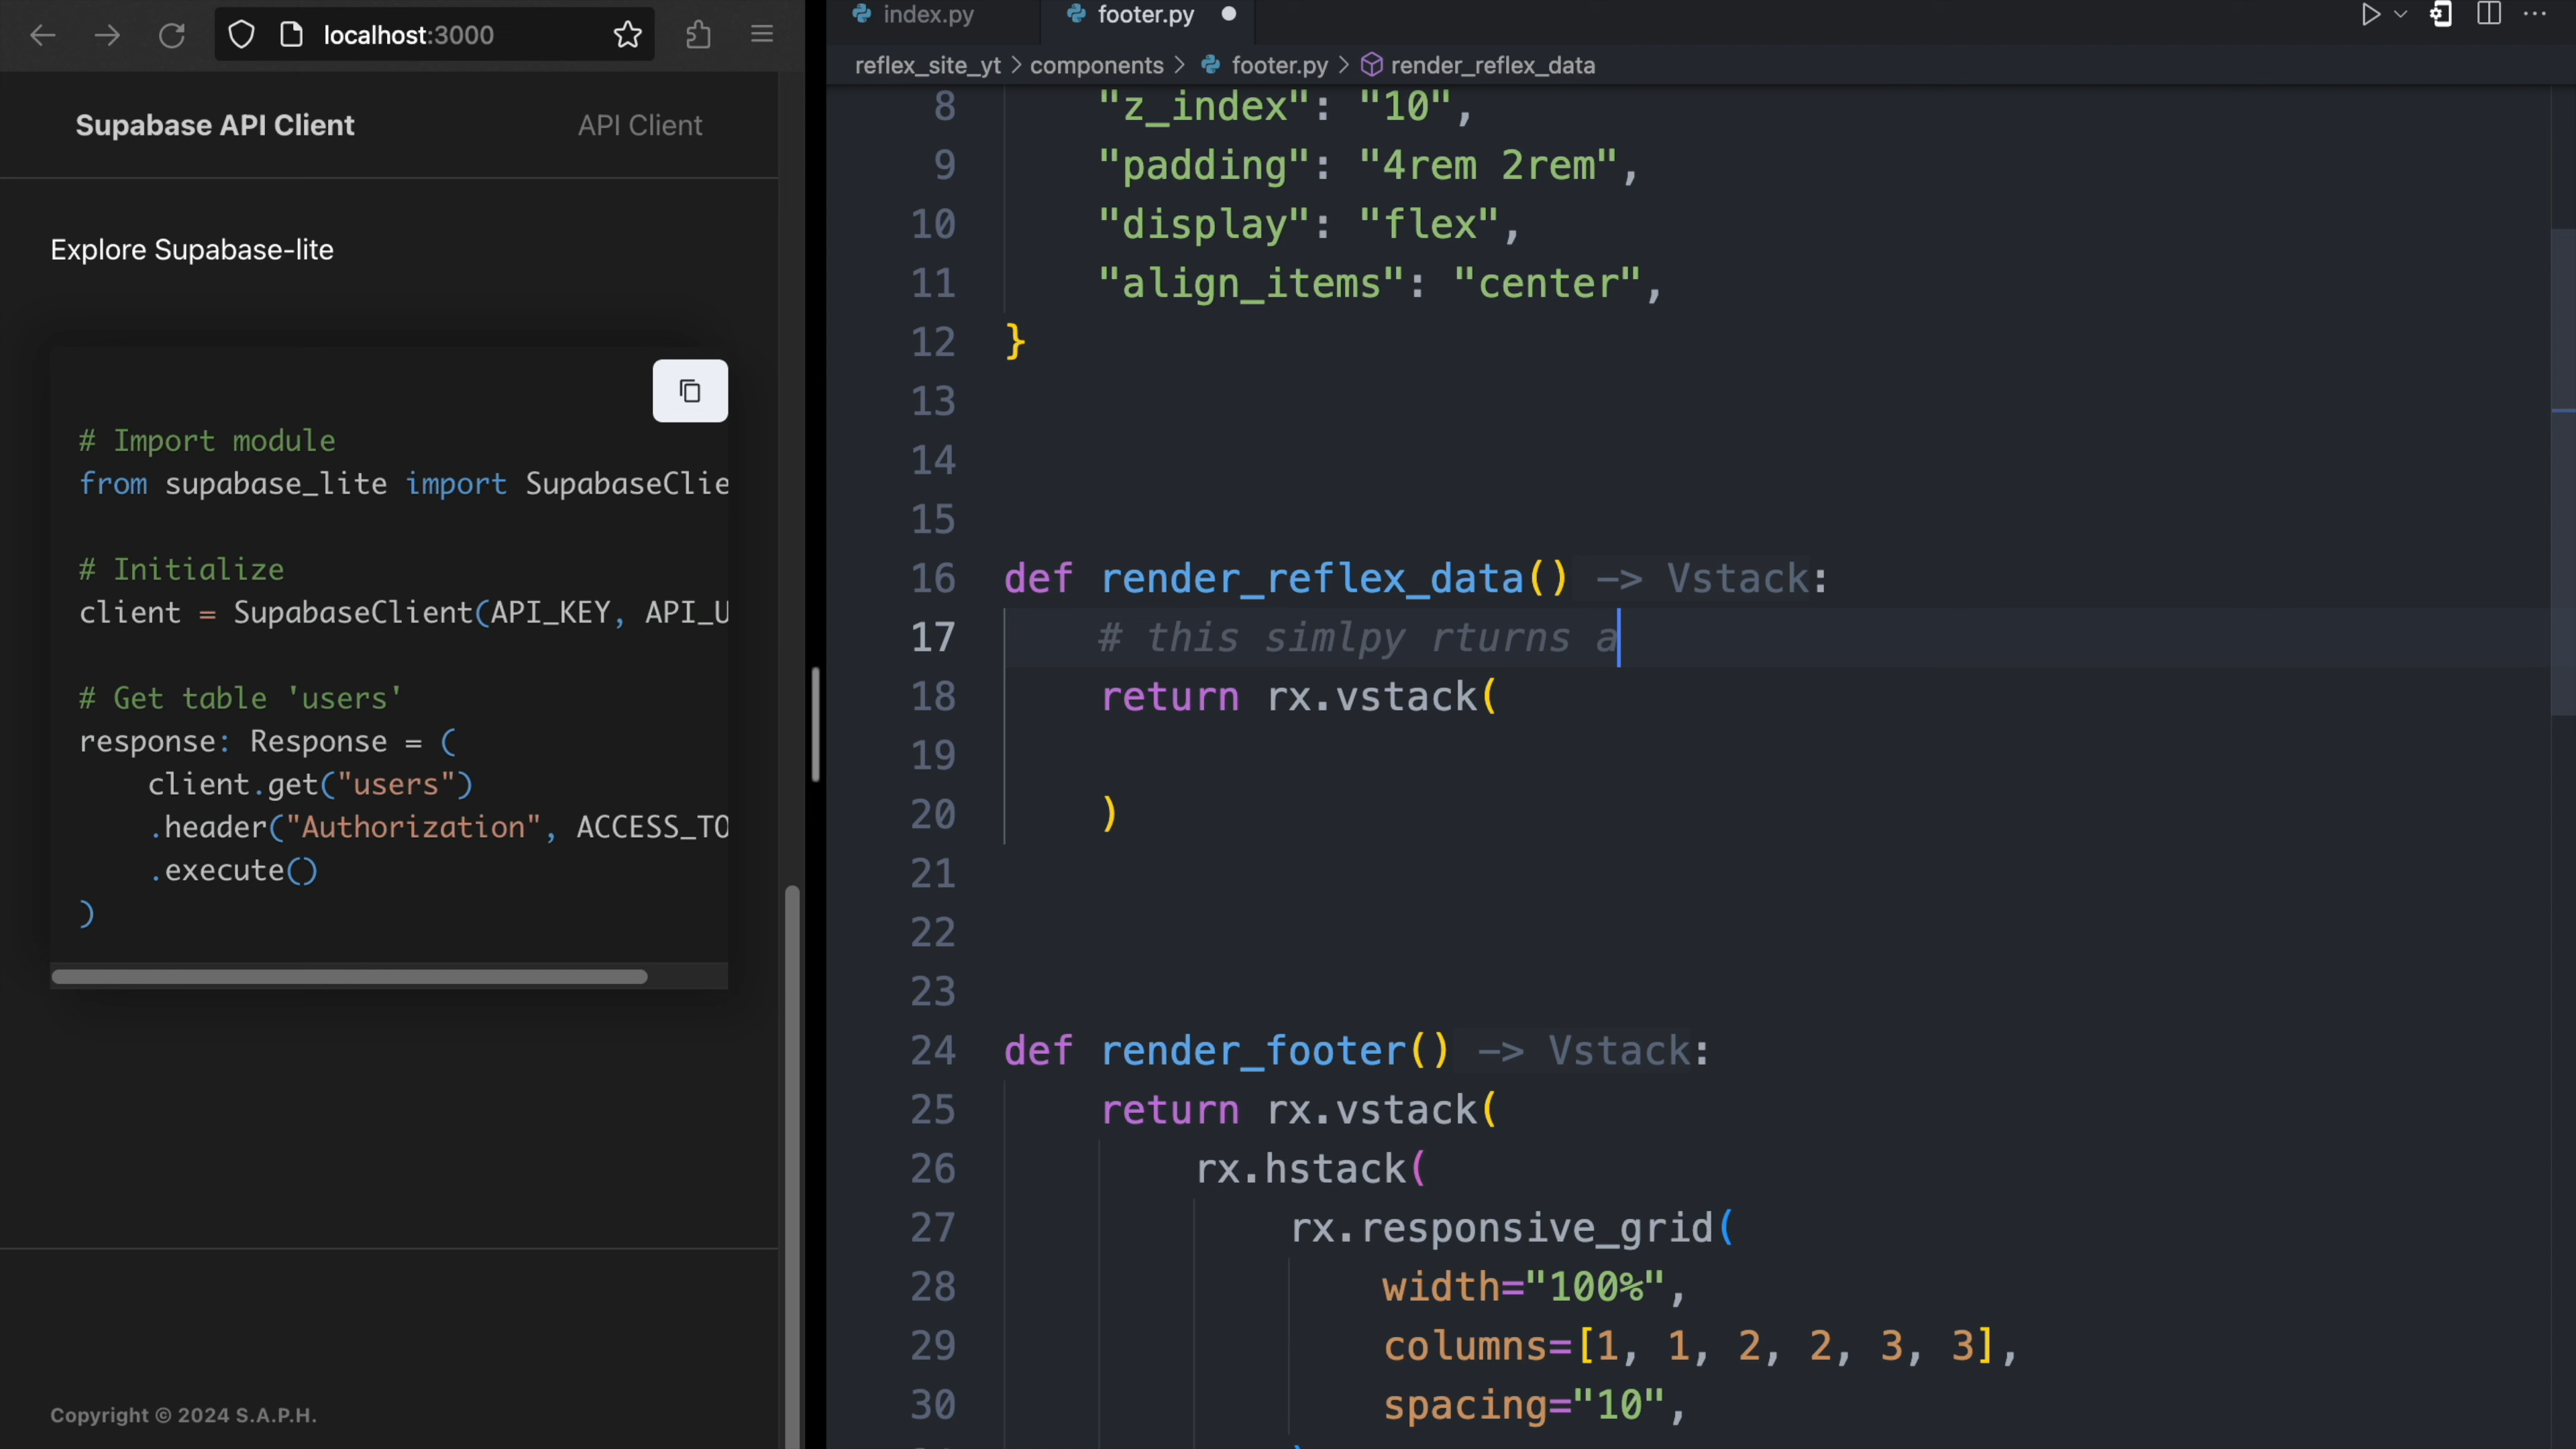 localhost:3000
Supabase API Client
API Client
Explore Supabase-lite
# Import module
from supabase_lite import SupabaseClie
# Initialize
client = SupabaseClient(API_KEY, API_U
# Get table 'users'
response: Response = (
client.get("users")
.header("Authorization", ACCESS_TO
.execute()
)
Copyright © 2024 S.A.P.H.
index.py
footer.py
reflex_site_yt > components > footer.py > render_reflex_data
8 "z_index": "10",
9 "padding": "4rem 2rem",
10 "display": "flex",
11 "align_items": "center",
12 }
13
14
15
16 def render_reflex_data() -> Vstack:
17 # this simlpy rturns a
18 return rx.vstack(
19
20 )
21
22
23
24 def render_footer() -> Vstack:
25 return rx.vstack(
26 rx.hstack(
27 rx.responsive_grid(
28 width="100%",
29 columns=[1, 1, 2, 2, 3, 3],
30 spacing="10",